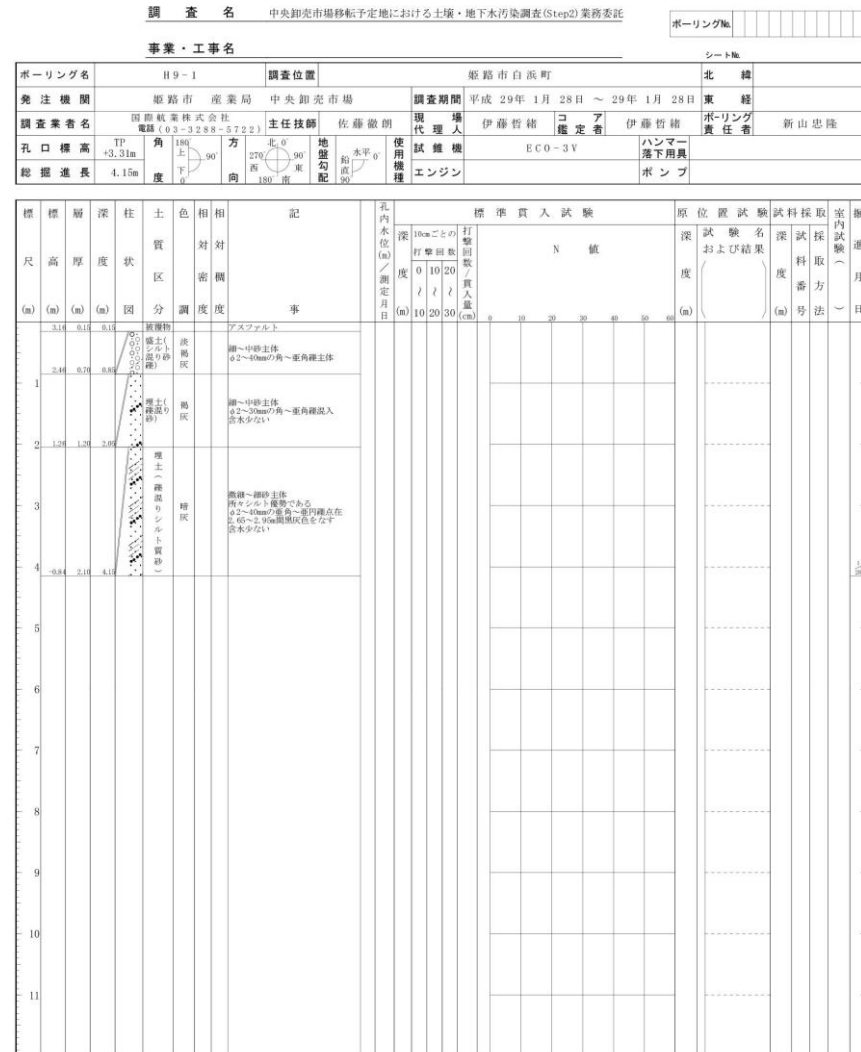 調査名 中央卸売市場移転予定地における土壌・地下水汚染調査(Step2)業務委託
ボーリングNo.
事業・工事名
シートNo.
ボーリング名 H9-1 調査位置 姫路市白浜町 北緯
発注機関 姫路市 産業局 中央卸売市場 調査期間 平成 29年 1月 28日 ～ 29年 1月 28日 東経
調査業者名 国際航業株式会社 電話(03-3288-5722) 主任技師 佐藤徹朗 現場代理人 伊藤哲緒 コア鑑定者 伊藤哲緒 ボーリング責任者 新山忠隆
孔口標高 TP +3.31m 角度 180° 上 90° 下 0° 方向 北 0° 270° 西 90° 東 180° 南 地盤勾配 水平 0° 鉛直 90° 使用機種 試錐機 ECO-3V ハンマー落下用具
総掘進長 4.15m エンジン ポンプ
標尺(m) 標高(m) 層厚(m) 深度(m) 柱状図 土質区分 色調 相対密度 相対稠度 記事 孔内水位(m)/測定月日 標準貫入試験 深度(m) 10cmごとの打撃回数 0～10 10～20 20～30 打撃回数/貫入量(cm) N 値 原位置試験 深度(m) 試験名および結果 試料採取 深度(m) 試料番号 採取方法 室内試験( ) 掘進月日
0 10 20 30 40 50 60
3.16 0.15 0.15 被覆物 アスファルト
盛土(シルト混り砂礫) 淡褐灰 細～中砂主体
φ2～40mmの角～亜角礫主体
2.46 0.70 0.85
1
埋土(礫混り砂) 褐灰 細～中砂主体
φ2～30mmの角～亜角礫混入
含水少ない
2 1.26 1.20 2.05
埋土(礫混りシルト質砂) 暗灰 微細～細砂主体
所々シルト優勢である
φ2～40mmの亜角～亜円礫点在
2.65～2.95m間黒灰色をなす
含水少ない
3
4 -0.84 2.10 4.15
5
6
7
8
9
10
11